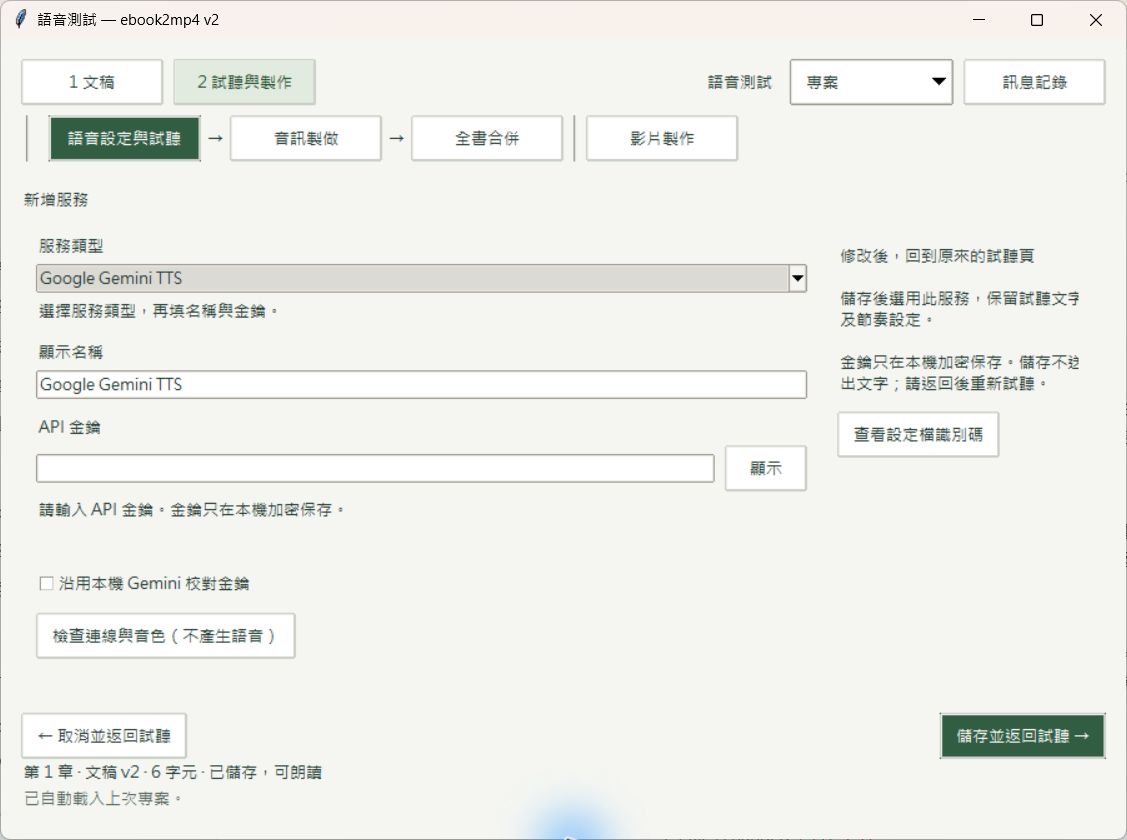 語音測試 — ebook2mp4 v2
1 文稿
2 試聽與製作
語音測試
專案
訊息記錄
語音設定與試聽
→
音訊製做
→
全書合併
影片製作
新增服務
服務類型
Google Gemini TTS
選擇服務類型，再填名稱與金鑰。
顯示名稱
Google Gemini TTS
API 金鑰
顯示
請輸入 API 金鑰。金鑰只在本機加密保存。
沿用本機 Gemini 校對金鑰
檢查連線與音色（不產生語音）
修改後，回到原來的試聽頁
儲存後選用此服務，保留試聽文字
及節奏設定。
金鑰只在本機加密保存。儲存不送
出文字；請返回後重新試聽。
查看設定檔識別碼
← 取消並返回試聽
儲存並返回試聽 →
第 1 章 · 文稿 v2 · 6 字元 · 已儲存，可朗讀
已自動載入上次專案。